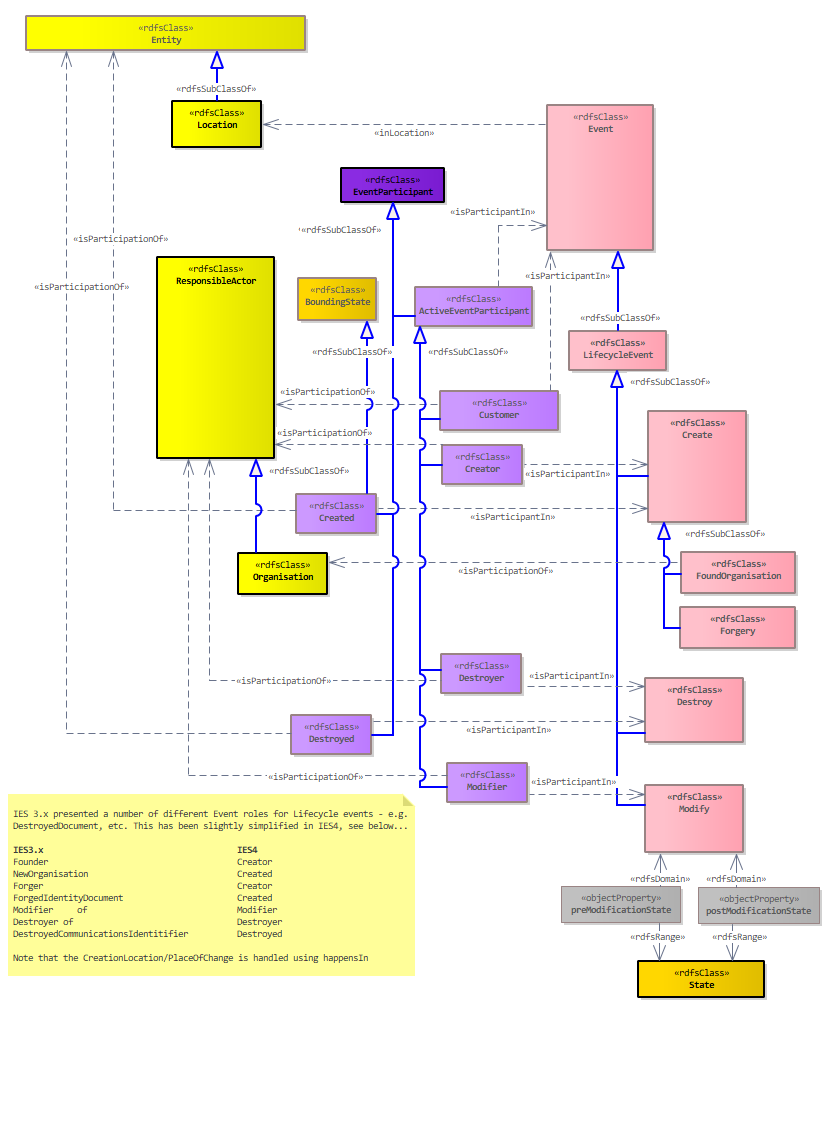 «rdfsClass»
Entity
«rdfsSubClassOf»
«rdfsClass»
Location
«inLocation»
«rdfsClass»
Event
«rdfsClass»
EventParticipant
«isParticipantIn»
«rdfsSubClassOf»
«isParticipationOf»
«isParticipationOf»
«rdfsClass»
ResponsibleActor
«isParticipantIn»
«rdfsClass»
BoundingState
«rdfsClass»
ActiveEventParticipant
«rdfsSubClassOf»
«rdfsClass»
LifecycleEvent
«rdfsSubClassOf»
«rdfsSubClassOf»
«rdfsSubClassOf»
«isParticipationOf»
«rdfsClass»
Customer
«rdfsClass»
Create
«isParticipationOf»
«rdfsClass»
Creator
«isParticipantIn»
«rdfsSubClassOf»
«rdfsClass»
Created
«isParticipantIn»
«rdfsSubClassOf»
«rdfsClass»
Organisation
«isParticipationOf»
«rdfsClass»
FoundOrganisation
«rdfsClass»
Forgery
«isParticipationOf»
«rdfsClass»
Destroyer
«isParticipantIn»
«rdfsClass»
Destroy
«rdfsClass»
Destroyed
«isParticipantIn»
«isParticipationOf»
«rdfsClass»
Modifier
«isParticipantIn»
«rdfsClass»
Modify
IES 3.x presented a number of different Event roles for Lifecycle events - e.g.
DestroyedDocument, etc. This has been slightly simplified in IES4, see below...
IES3.x IES4
Founder Creator
NewOrganisation Created
Forger Creator
ForgedIdentityDocument Created
Modifier of Modifier
Destroyer of Destroyer
DestroyedCommunicationsIdentitifier Destroyed
Note that the CreationLocation/PlaceOfChange is handled using happensIn
«rdfsDomain» «rdfsDomain»
«objectProperty»
preModificationState
«objectProperty»
postModificationState
«rdfsRange» «rdfsRange»
«rdfsClass»
State